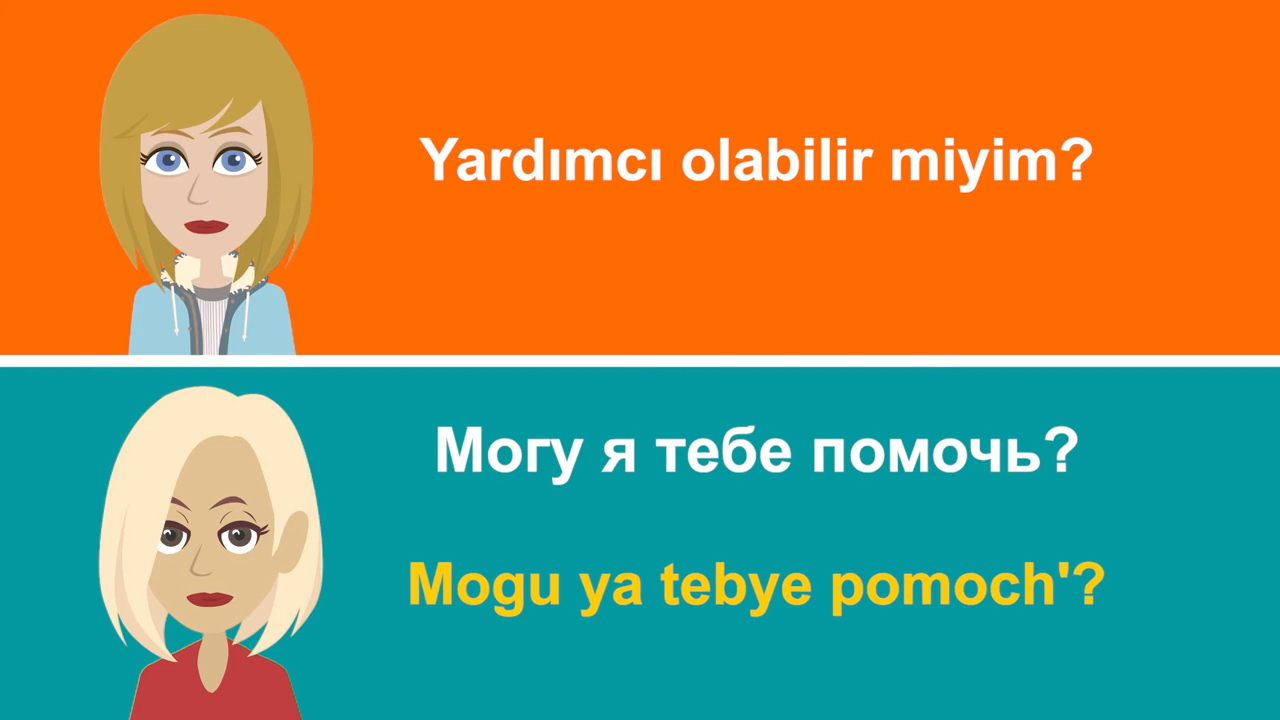 Yardımcı olabilir miyim?
Могу я тебе помочь?
Mogu ya tebye pomoch'?